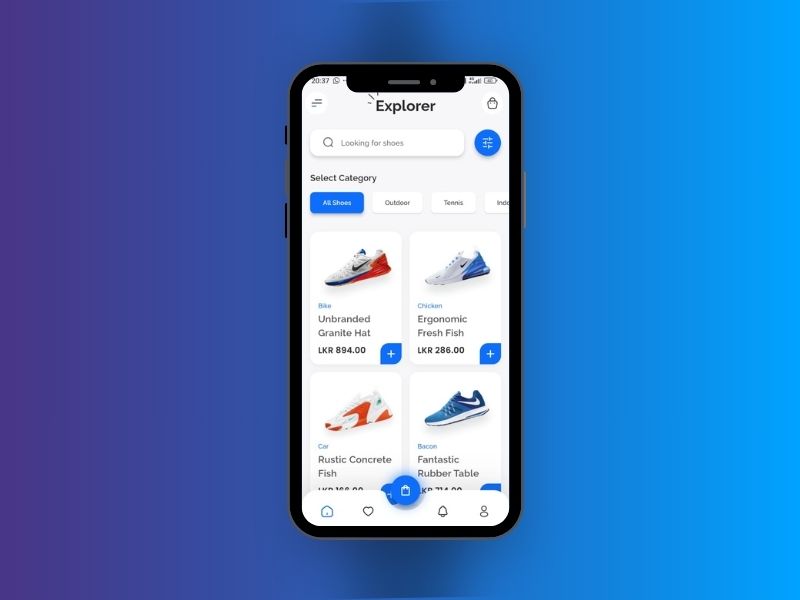 20:37
Explorer
Looking for shoes
Select Category
All Shoes
Outdoor
Tennis
Indo
Bike
Chicken
Unbranded
Granite Hat
Ergonomic
Fresh Fish
LKR 894.00
LKR 286.00
Car
Bacon
Rustic Concrete
Fish
Fantastic
Rubber Table
LKR 166.00
LKR 714.00